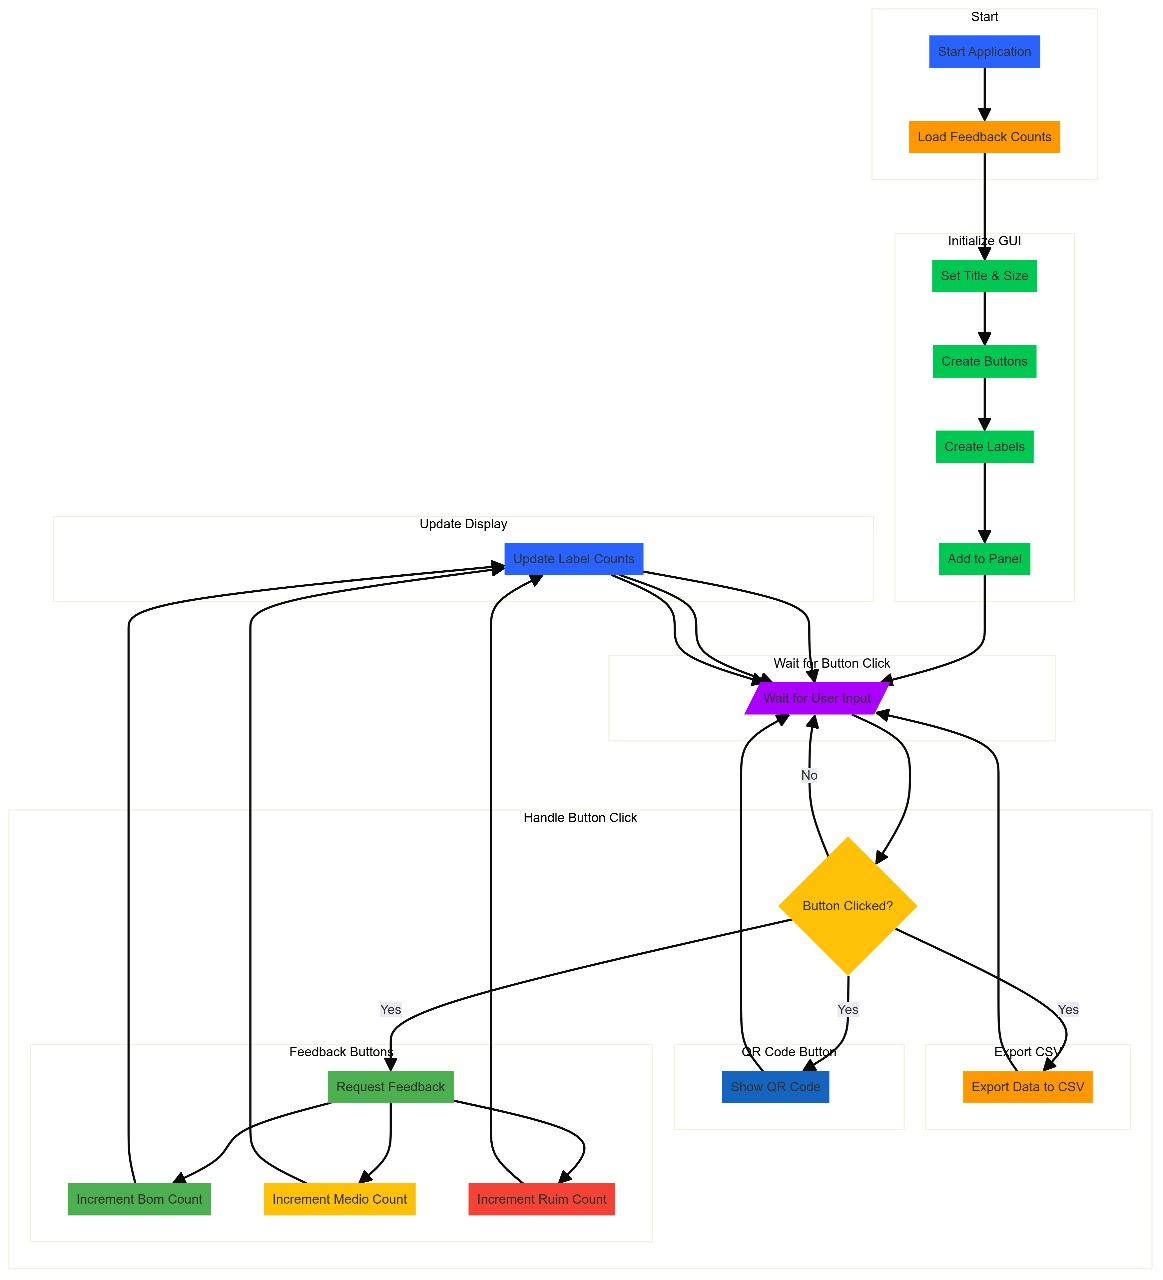 Start
Start Application
Load Feedback Counts
Initialize GUI
Set Title & Size
Create Buttons
Create Labels
Add to Panel
Update Display
Update Label Counts
Wait for Button Click
Wait for User Input
No
Handle Button Click
Button Clicked?
Yes
Yes
Yes
Feedback Buttons
Request Feedback
Increment Bom Count
Increment Medio Count
Increment Ruim Count
QR Code Button
Show QR Code
Export CSV
Export Data to CSV